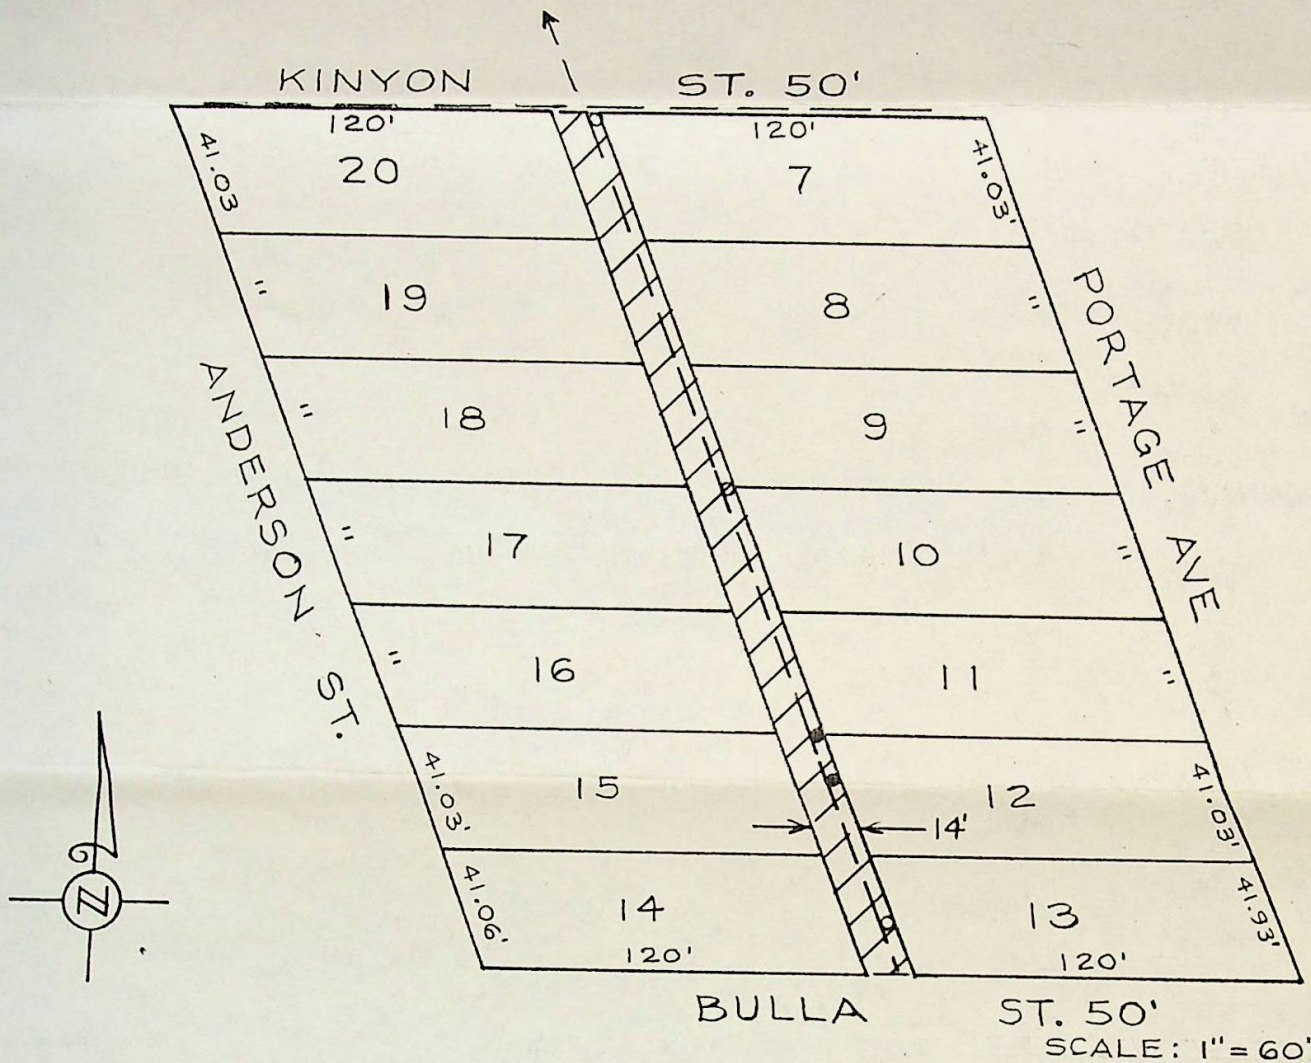 KINYON ST. 50'
120' 120'
41.03 20 7 41.03'
" 19 8 "
PORTAGE AVE
ANDERSON ST.
" 18 9 "
" 17 10 "
" 16 11 "
41.03' 15 12 41.03'
14'
41.06' 14 13 41.93'
120' 120'
N
BULLA ST. 50'
SCALE: 1" = 60'